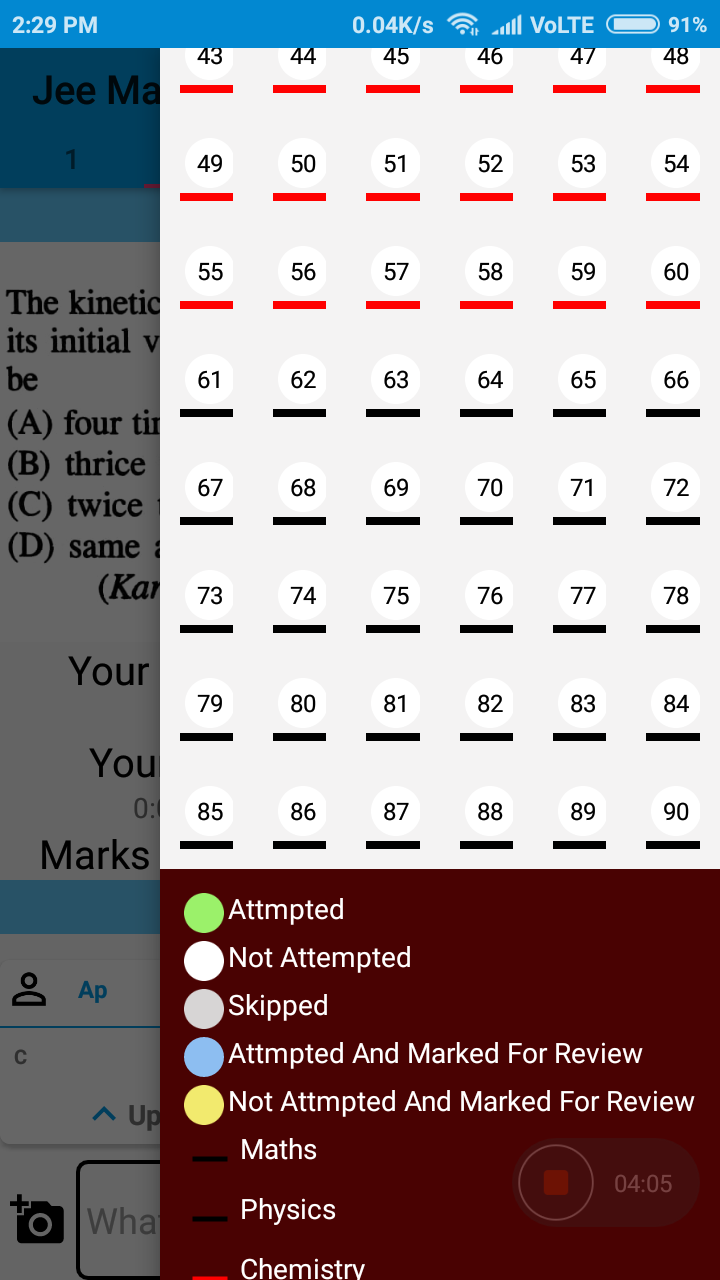 2:29 PM 0.04K/s VoLTE 91%
Jee Ma
1
43 44 45 46 47 48
49 50 51 52 53 54
55 56 57 58 59 60
61 62 63 64 65 66
67 68 69 70 71 72
73 74 75 76 77 78
79 80 81 82 83 84
85 86 87 88 89 90
The kinetic
its initial v
be
(A) four tim
(B) thrice
(C) twice
(D) same a
(Kar
Your
You
0:0
Marks
Ap
C
Up
What
Attmpted
Not Attempted
Skipped
Attmpted And Marked For Review
Not Attmpted And Marked For Review
Maths
Physics
Chemistry
04:05